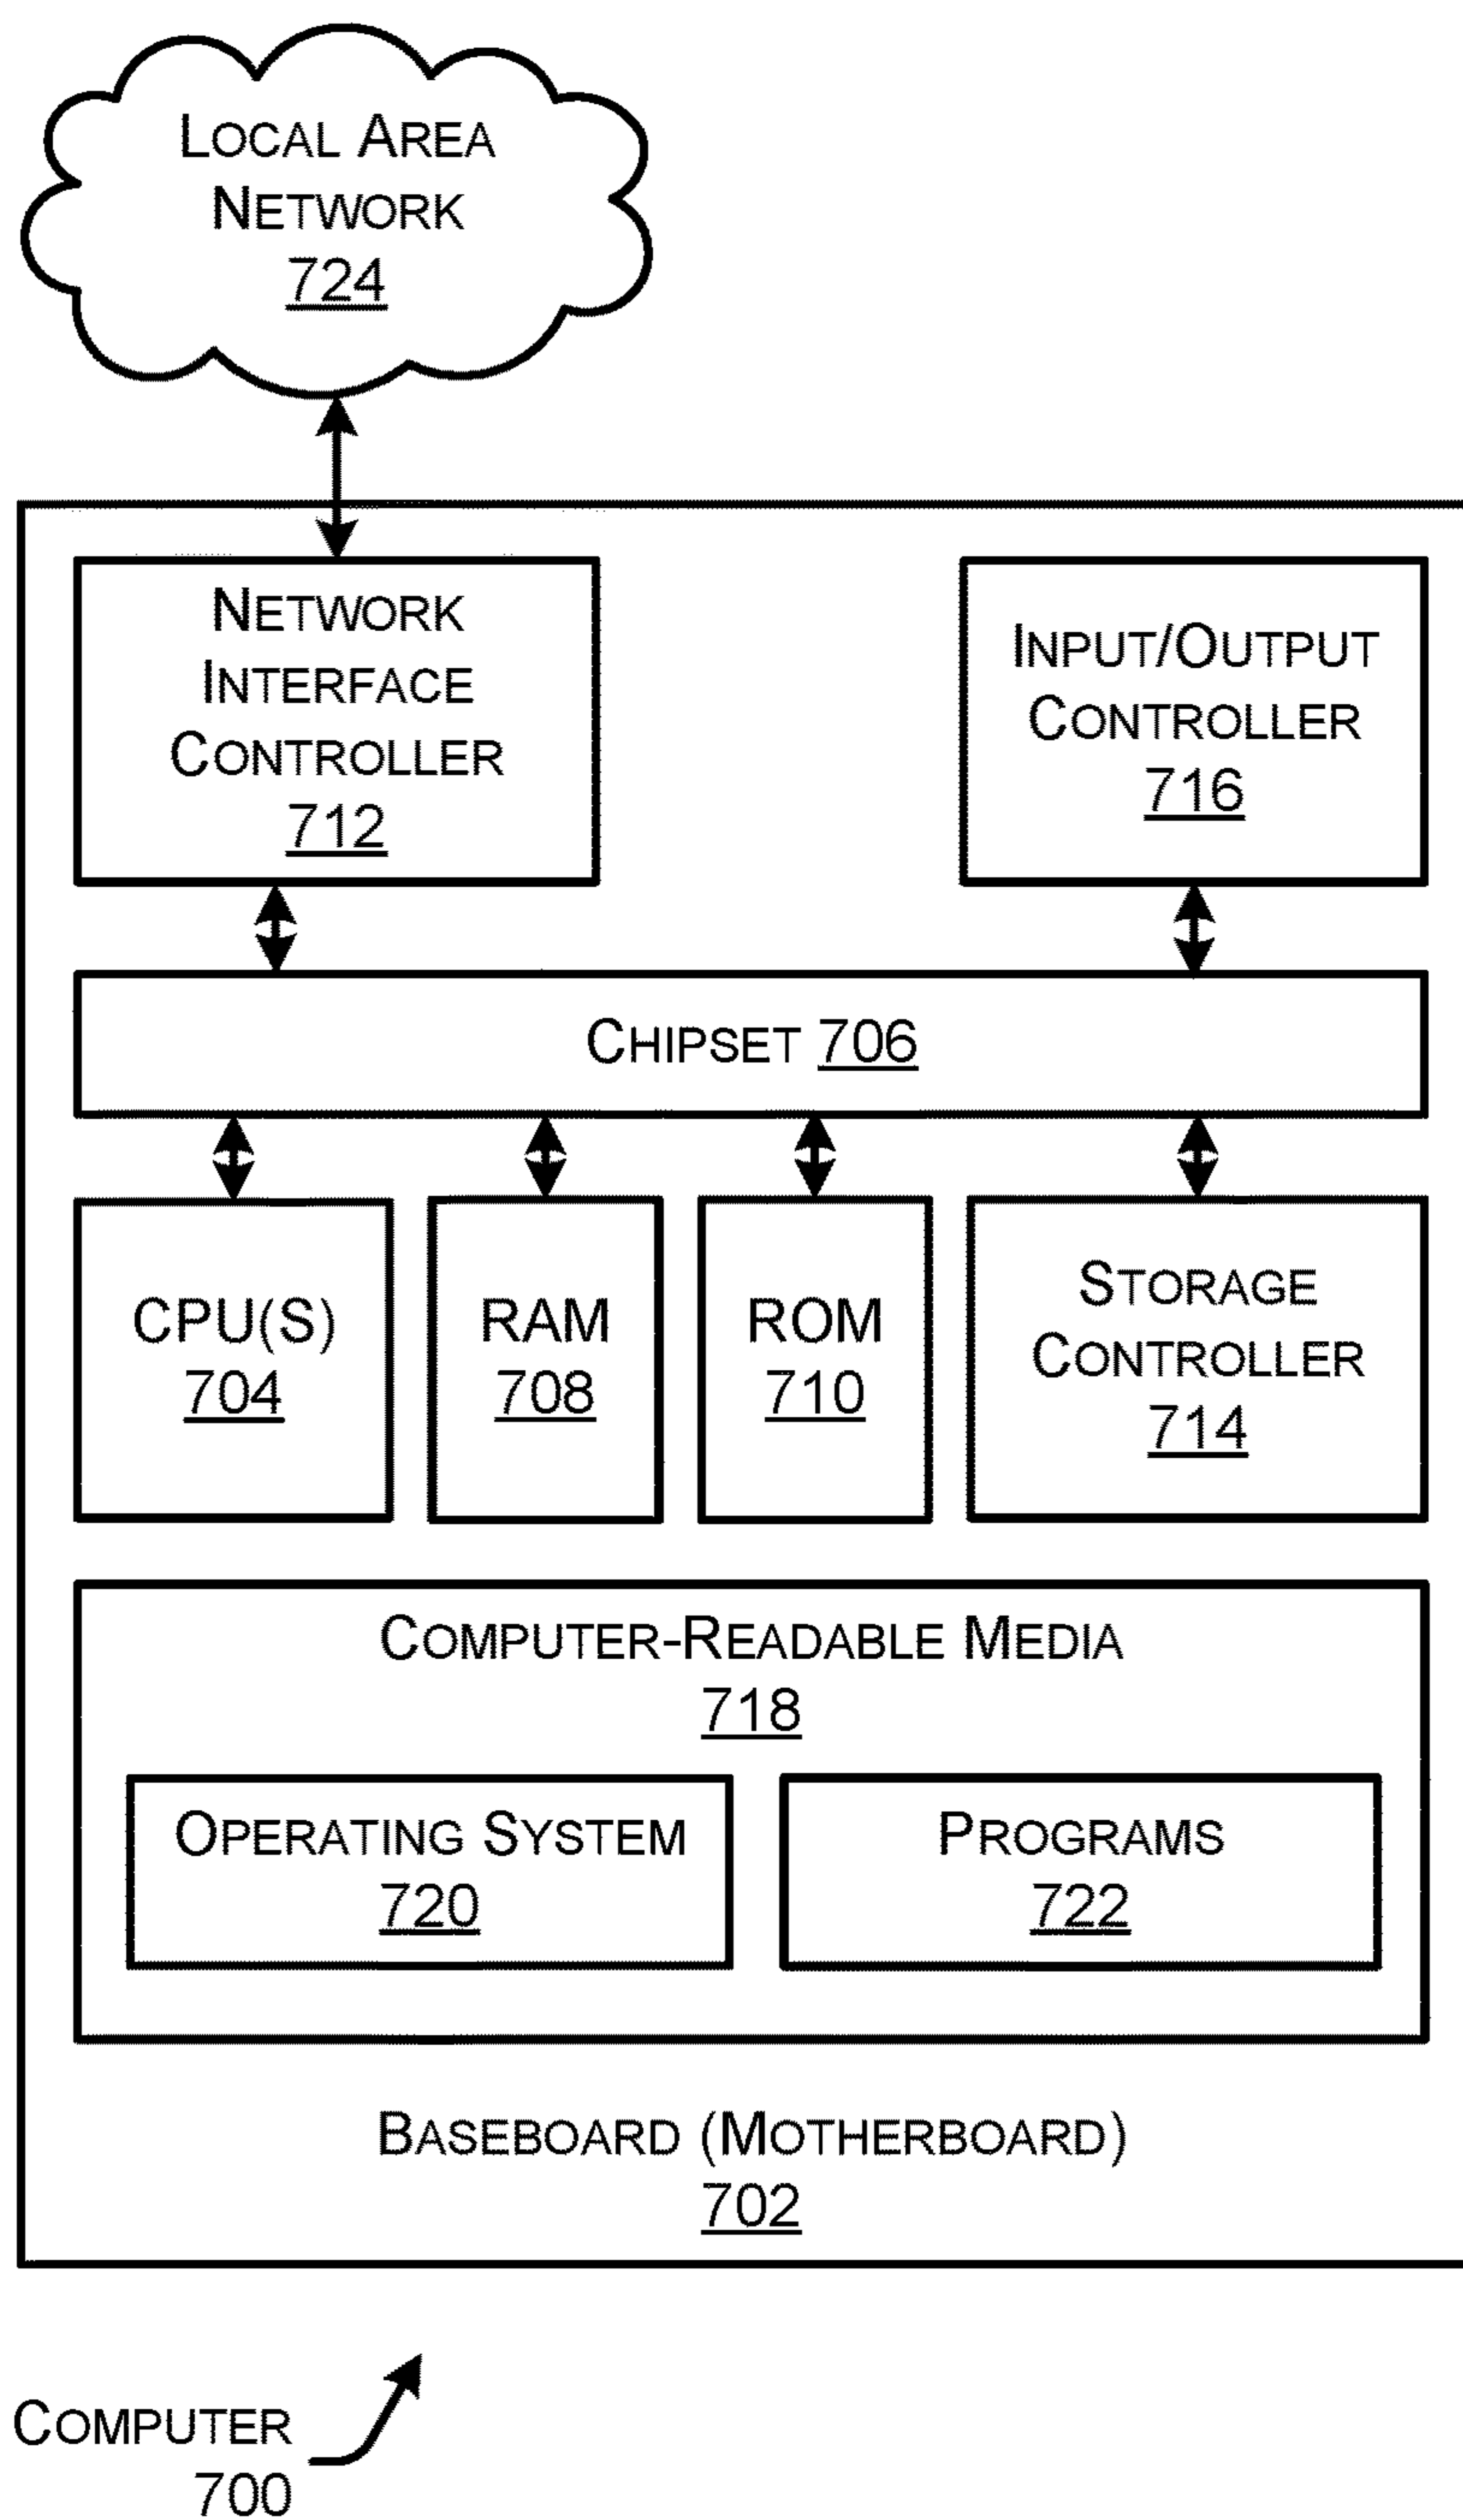 LOCAL AREA
NETWORK
724
NETWORK
INTERFACE
CONTROLLER
712
INPUT/OUTPUT
CONTROLLER
716
CHIPSET 706
CPU(S)
704
RAM
708
ROM
710
STORAGE
CONTROLLER
714
COMPUTER-READABLE MEDIA
718
OPERATING SYSTEM
720
PROGRAMS
722
BASEBOARD (MOTHERBOARD)
702
COMPUTER
700